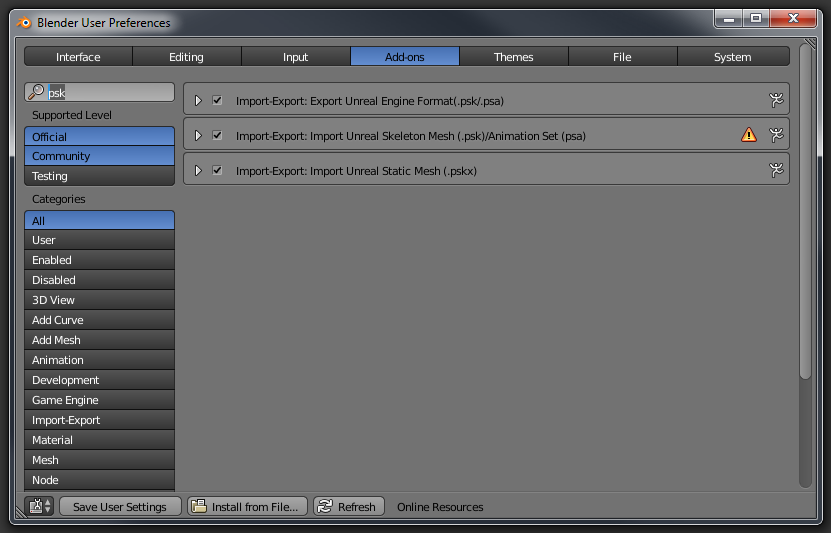 Blender User Preferences
Interface Editing Input Add-ons Themes File System
psk
Supported Level
Official
Community
Testing
Categories
All
User
Enabled
Disabled
3D View
Add Curve
Add Mesh
Animation
Development
Game Engine
Import-Export
Material
Mesh
Node
Import-Export: Export Unreal Engine Format(.psk/.psa)
Import-Export: Import Unreal Skeleton Mesh (.psk)/Animation Set (psa)
Import-Export: Import Unreal Static Mesh (.pskx)
Save User Settings Install from File... Refresh Online Resources